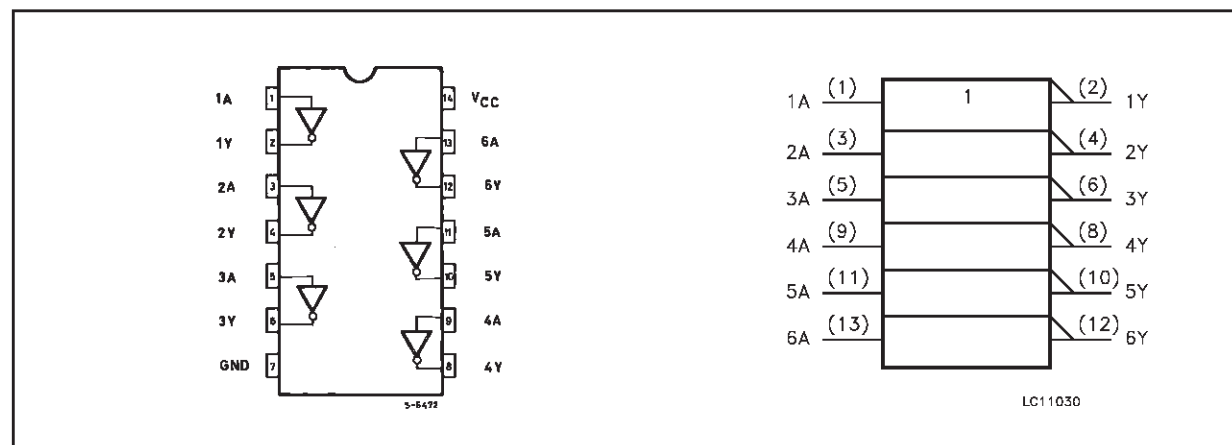 1A 1 14 VCC
1Y 2 13 6A
2A 3 12 6Y
2Y 4 11 5A
3A 5 10 5Y
3Y 6 9 4A
GND 7 8 4Y
S-6472
1A (1) 1 (2) 1Y
2A (3) (4) 2Y
3A (5) (6) 3Y
4A (9) (8) 4Y
5A (11) (10) 5Y
6A (13) (12) 6Y
LC11030